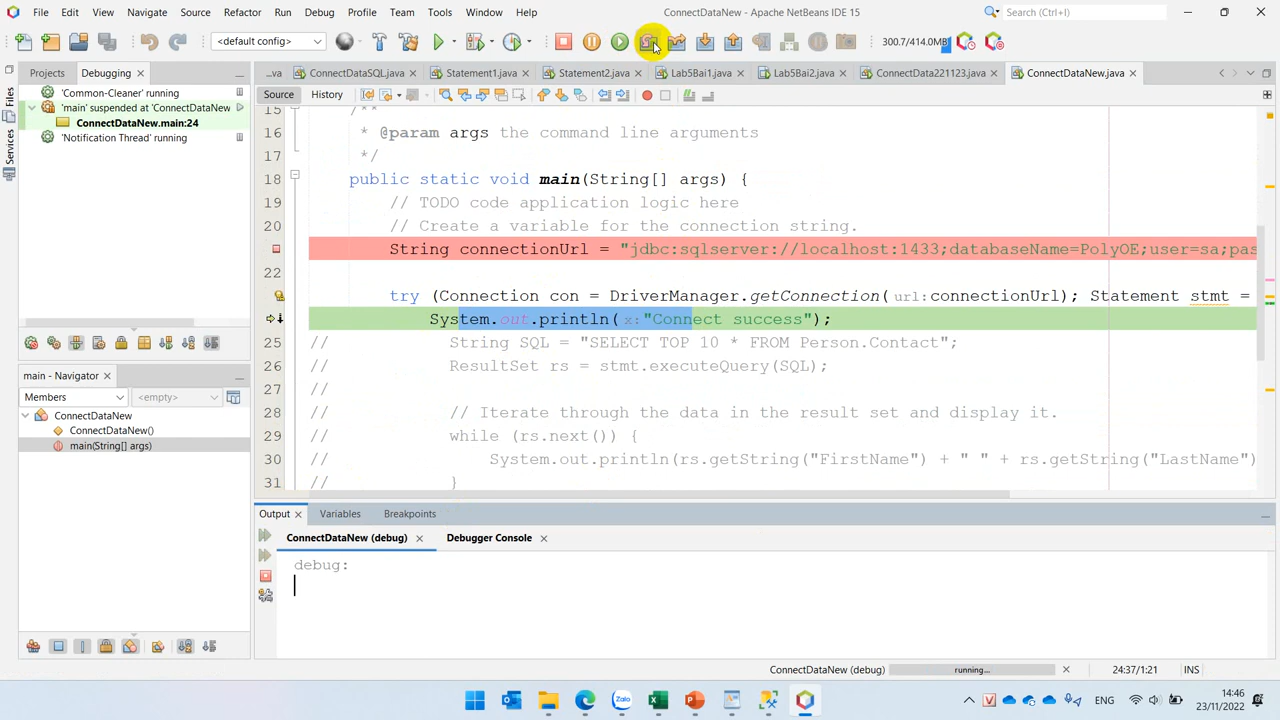 File Edit View Navigate Source Refactor Run Debug Profile Team Tools Window Help
ConnectDataNew - Apache NetBeans IDE 15
Search (Ctrl+I)
<default config>
300.7/414.0MB
Projects Debugging
...va ConnectDataSQL.java Statement1.java Statement2.java Lab5Bai1.java Lab5Bai2.java ConnectData221123.java ConnectDataNew.java
Files
Services
'Common-Cleaner' running
'main' suspended at 'ConnectDataNew
ConnectDataNew.main:24
'Notification Thread' running
main - Navigator
Members
<empty>
ConnectDataNew
ConnectDataNew()
main(String[] args)
Source History
15 /**
16 * @param args the command line arguments
17 */
18 public static void main(String[] args) {
19 // TODO code application logic here
20 // Create a variable for the connection string.
String connectionUrl = "jdbc:sqlserver://localhost:1433;databaseName=PolyOE;user=sa;pas
22
try (Connection con = DriverManager.getConnection( url: connectionUrl); Statement stmt =
System.out.println( x: "Connect success");
25 // String SQL = "SELECT TOP 10 * FROM Person.Contact";
26 // ResultSet rs = stmt.executeQuery(SQL);
27 //
28 // // Iterate through the data in the result set and display it.
29 // while (rs.next()) {
30 // System.out.println(rs.getString("FirstName") + " " + rs.getString("LastName")
31 // }
Output Variables Breakpoints
ConnectDataNew (debug) Debugger Console
debug:
ConnectDataNew (debug) running... 24:37/1:21 INS
Zalo
ENG
14:46
23/11/2022